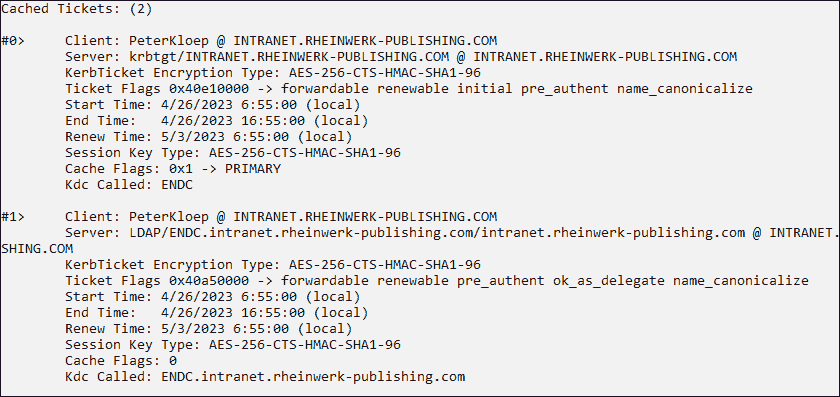 Cached Tickets: (2)
#0> Client: PeterKloep @ INTRANET.RHEINWERK-PUBLISHING.COM
Server: krbtgt/INTRANET.RHEINWERK-PUBLISHING.COM @ INTRANET.RHEINWERK-PUBLISHING.COM
KerbTicket Encryption Type: AES-256-CTS-HMAC-SHA1-96
Ticket Flags 0x40e10000 -> forwardable renewable initial pre_authent name_canonicalize
Start Time: 4/26/2023 6:55:00 (local)
End Time:   4/26/2023 16:55:00 (local)
Renew Time: 5/3/2023 6:55:00 (local)
Session Key Type: AES-256-CTS-HMAC-SHA1-96
Cache Flags: 0x1 -> PRIMARY
Kdc Called: ENDC
#1> Client: PeterKloep @ INTRANET.RHEINWERK-PUBLISHING.COM
Server: LDAP/ENDC.intranet.rheinwerk-publishing.com/intranet.rheinwerk-publishing.com @ INTRANET.
SHING.COM
KerbTicket Encryption Type: AES-256-CTS-HMAC-SHA1-96
Ticket Flags 0x40a50000 -> forwardable renewable pre_authent ok_as_delegate name_canonicalize
Start Time: 4/26/2023 6:55:00 (local)
End Time:   4/26/2023 16:55:00 (local)
Renew Time: 5/3/2023 6:55:00 (local)
Session Key Type: AES-256-CTS-HMAC-SHA1-96
Cache Flags: 0
Kdc Called: ENDC.intranet.rheinwerk-publishing.com